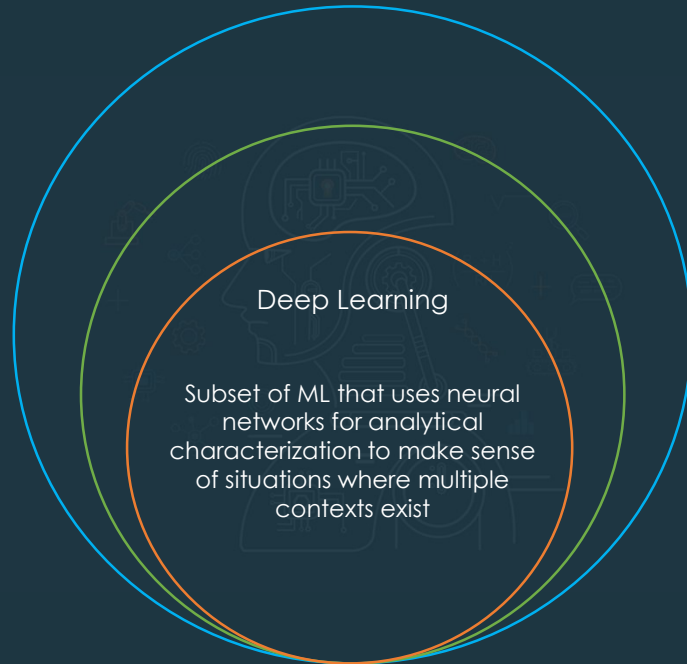 Deep Learning
Subset of ML that uses neural
networks for analytical
characterization to make sense
of situations where multiple
contexts exist